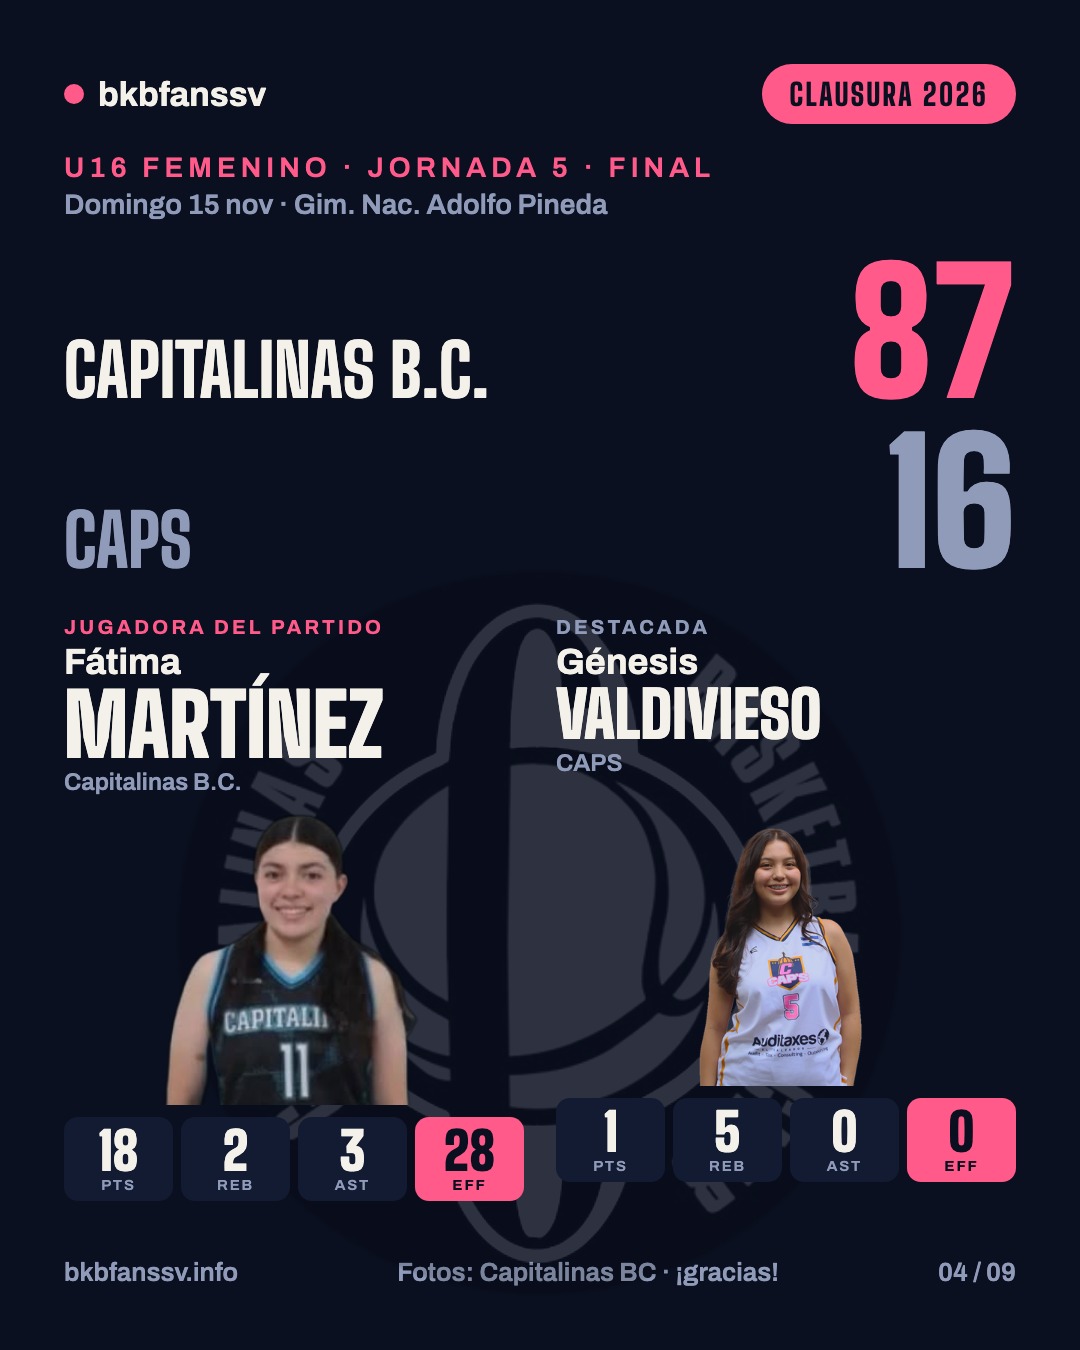 bkbfanssv
CLAUSURA 2026
U16 FEMENINO · JORNADA 5 · FINAL
Domingo 15 nov · Gim. Nac. Adolfo Pineda
CAPITALINAS B.C.
87
CAPS
16
JUGADORA DEL PARTIDO
Fátima
MARTÍNEZ
Capitalinas B.C.
DESTACADA
Génesis
VALDIVIESO
CAPS
CAPITALI
11
C
CAPS
5
Auditaxes
18
PTS
2
REB
3
AST
28
EFF
1
PTS
5
REB
0
AST
0
EFF
bkbfanssv.info
Fotos: Capitalinas BC · ¡gracias!
04 / 09